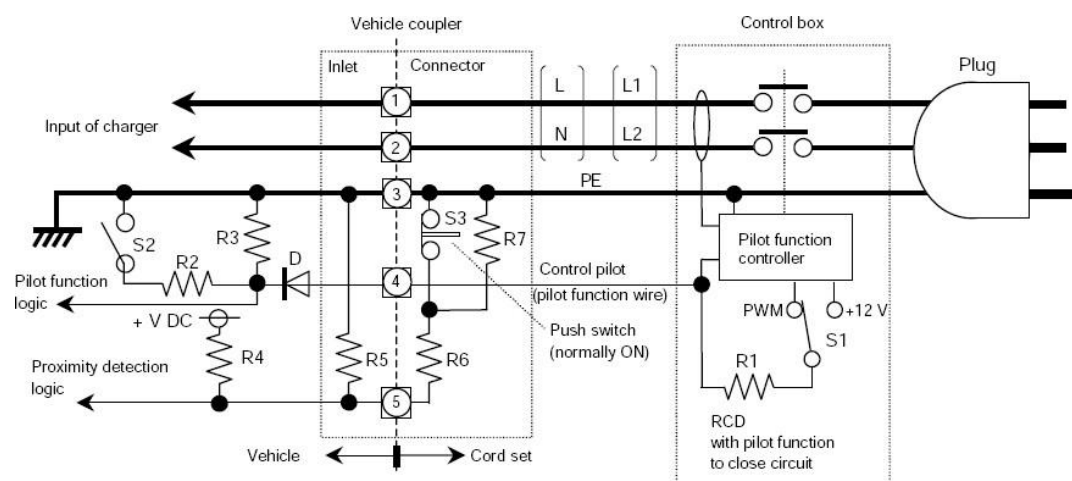 Vehicle coupler
Control box
Inlet
Connector
Plug
L
L1
1
Input of charger
N
L2
2
PE
3
S3
S2
R3
R7
Pilot function
controller
R2
D
4
Control pilot
(pilot function wire)
Pilot function
logic
PWM
+12 V
+ V DC
S1
Push switch
(normally ON)
R4
R5
R6
R1
Proximity detection
logic
5
RCD
with pilot function
to close circuit
Vehicle
Cord set